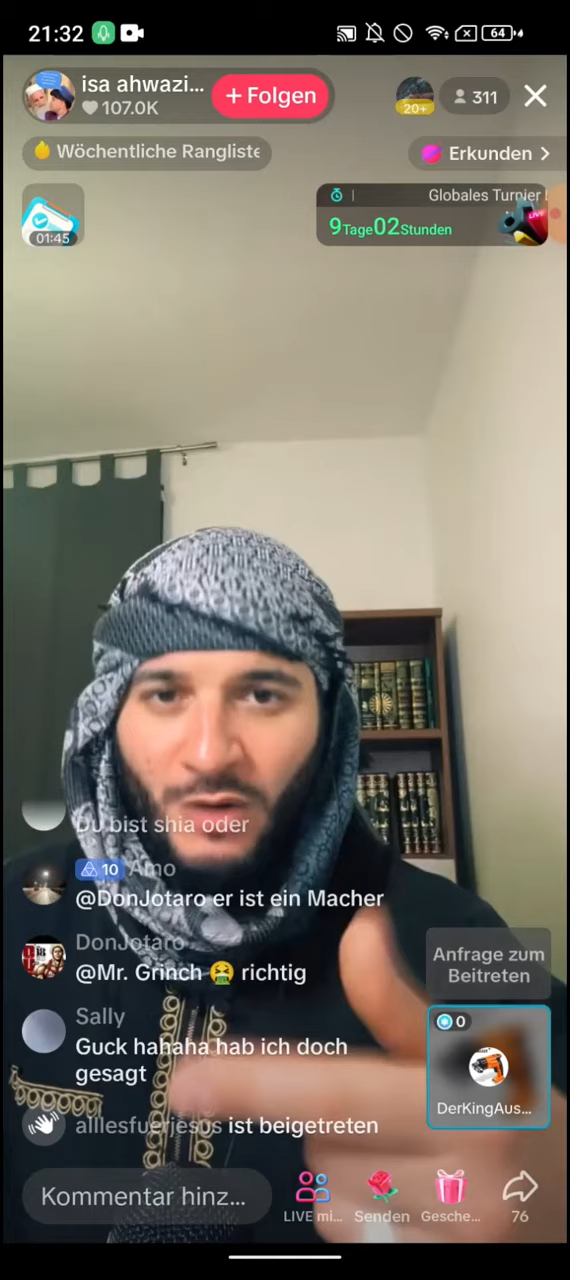 21:32
64
isa ahwazi...
107.0K
+ Folgen
20+
311
Wöchentliche Rangliste
Erkunden >
01:45
Globales Turnier
LIVE
9Tage02Stunden
Du bist shia oder
10 Amo
@DonJotaro er ist ein Macher
DonJotaro
@Mr. Grinch 🤮 richtig
Anfrage zum
Beitreten
Sally
Guck hahaha hab ich doch
gesagt
0
DerKingAus...
alllesfuerjesus ist beigetreten
Kommentar hinz...
LIVE mi...
Senden
Gesche...
76